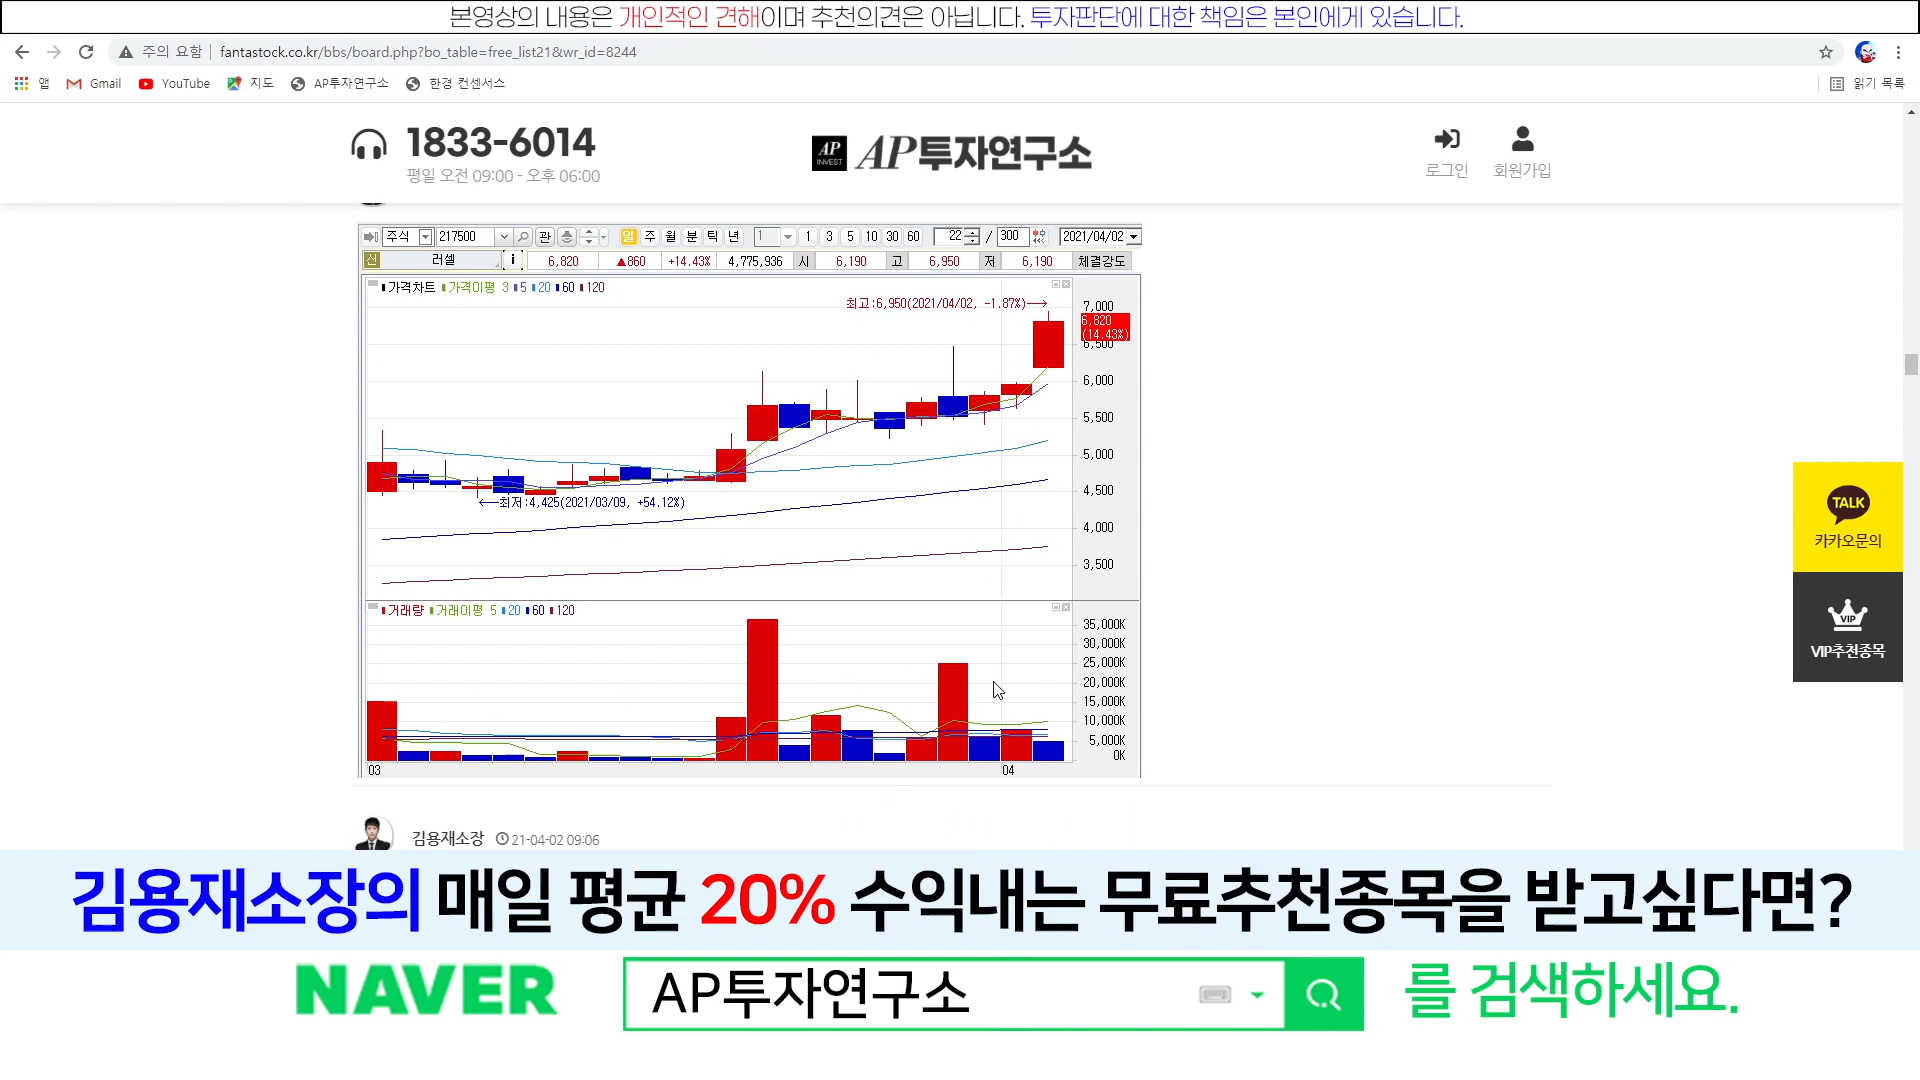 본영상의 내용은 개인적인 견해이며 추천의견은 아닙니다. 투자판단에 대한 책임은 본인에게 있습니다.
주의 요함 fantastock.co.kr/bbs/board.php?bo_table=free_list21&wr_id=8244
앱 Gmail YouTube 지도 AP투자연구소 한경 컨센서스 읽기 목록
1833-6014
평일 오전 09:00 - 오후 06:00
AP INVEST AP투자연구소
로그인 회원가입
주식 217500 관 일 주 월 분 틱 년 1 1 3 5 10 30 60 22 / 300 2021/04/02
신 러셀 i 6,820 ▲860 +14.43% 4,775,936 시 6,190 고 6,950 저 6,190 체결강도
가격차트 가격이평 3 5 20 60 120
최고:6,950(2021/04/02, -1.87%)
7,000
6,820
(14.43%)
6,500
6,000
5,500
5,000
4,500
4,000
3,500
최저:4,425(2021/03/09, +54.12%)
거래량 거래이평 5 20 60 120
35,000K
30,000K
25,000K
20,000K
15,000K
10,000K
5,000K
0K
03 04
TALK
카카오문의
VIP
VIP추천종목
김용재소장 21-04-02 09:06
김용재소장의 매일 평균 20% 수익내는 무료추천종목을 받고싶다면?
NAVER AP투자연구소 를 검색하세요.